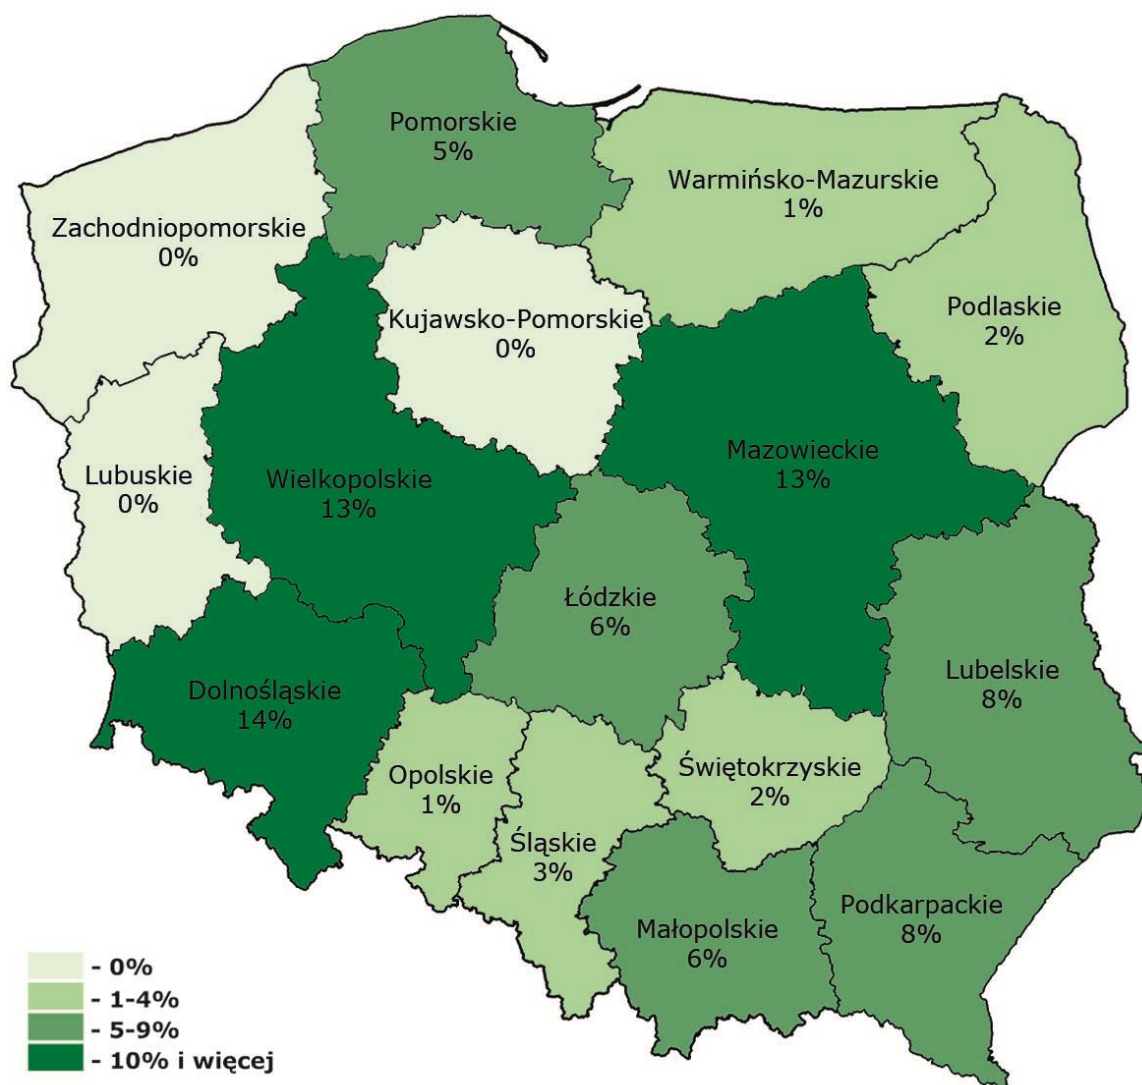 Pomorskie
5%
Warmińsko-Mazurskie
1%
Zachodniopomorskie
0%
Kujawsko-Pomorskie
0%
Podlaskie
2%
Lubuskie
0%
Wielkopolskie
13%
Mazowieckie
13%
Łódzkie
6%
Lubelskie
8%
Dolnośląskie
14%
Opolskie
1%
Śląskie
3%
Świętokrzyskie
2%
Małopolskie
6%
Podkarpackie
8%
- 0%
- 1-4%
- 5-9%
- 10% i więcej